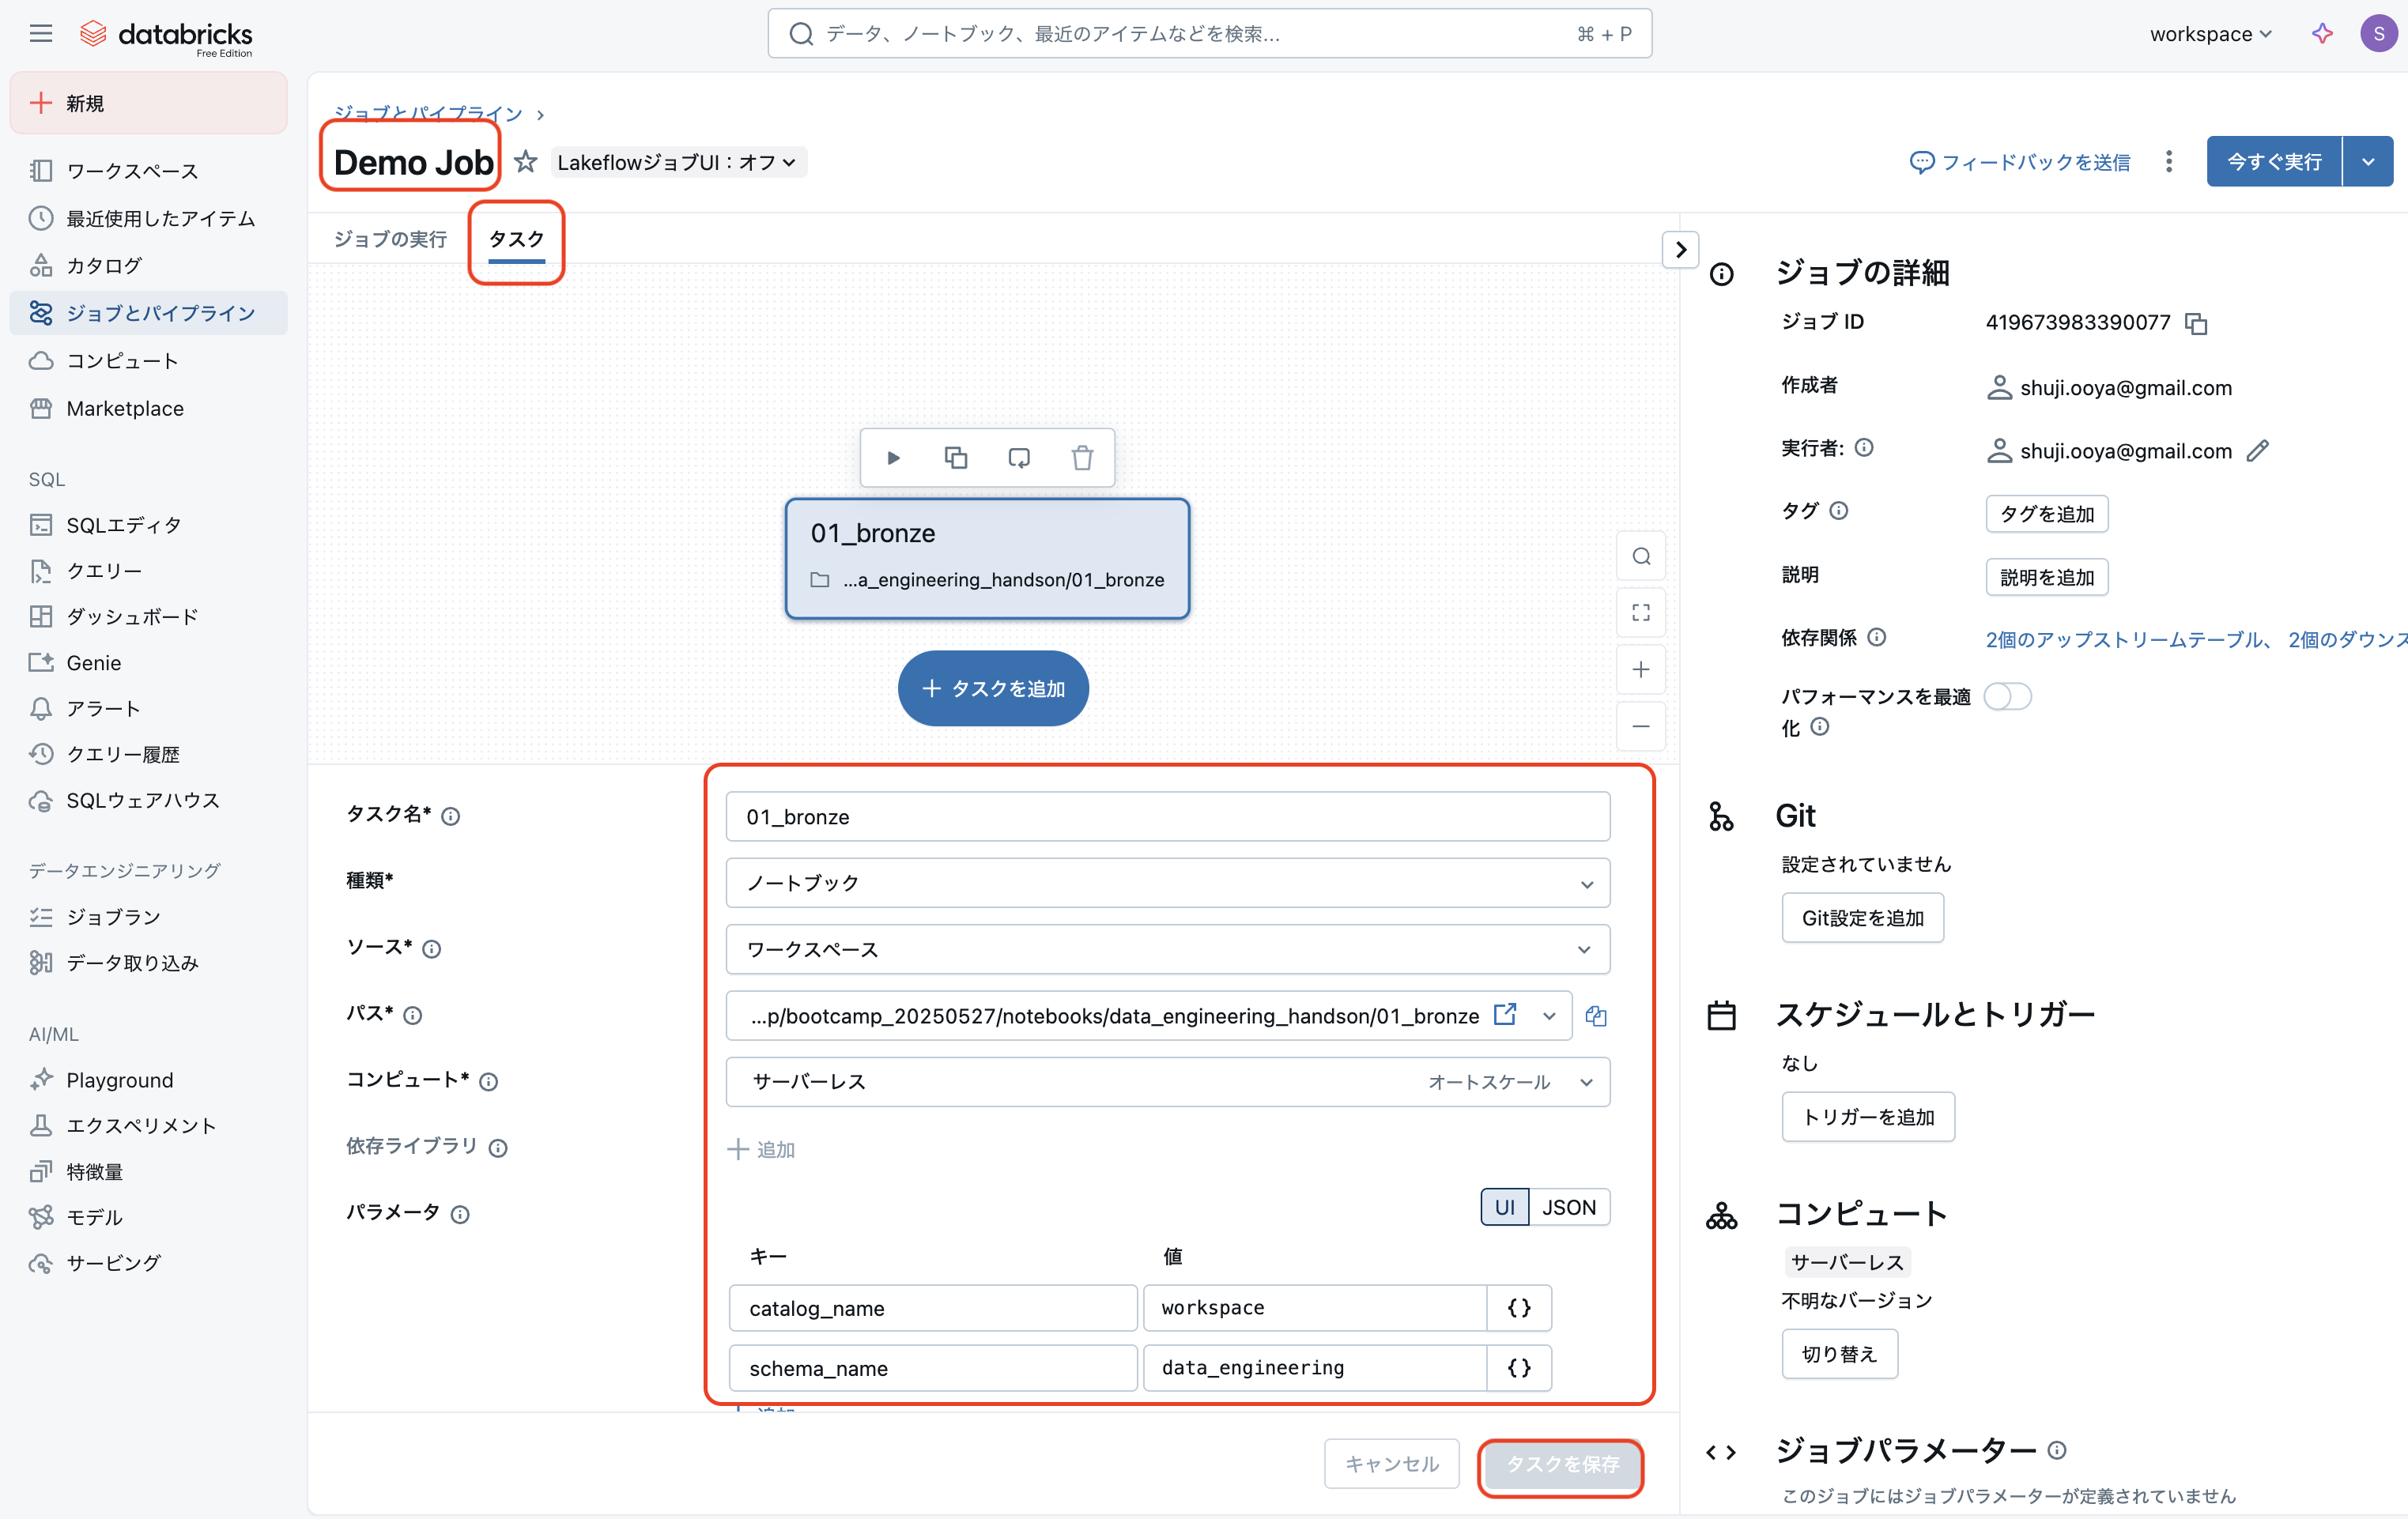 databricks
Free Edition
データ、ノートブック、最近のアイテムなどを検索...
⌘ + P
workspace
S
新規
ワークスペース
最近使用したアイテム
カタログ
ジョブとパイプライン
コンピュート
Marketplace
SQL
SQLエディタ
クエリー
ダッシュボード
Genie
アラート
クエリー履歴
SQLウェアハウス
データエンジニアリング
ジョブラン
データ取り込み
AI/ML
Playground
エクスペリメント
特徴量
モデル
サービング
ジョブとパイプライン
Demo Job
LakeflowジョブUI：オフ
フィードバックを送信
今すぐ実行
ジョブの実行
タスク
01_bronze
...a_engineering_handson/01_bronze
タスクを追加
タスク名*
01_bronze
種類*
ノートブック
ソース*
ワークスペース
パス*
...p/bootcamp_20250527/notebooks/data_engineering_handson/01_bronze
コンピュート*
サーバーレス
オートスケール
依存ライブラリ
追加
パラメータ
UI
JSON
キー
値
catalog_name
workspace
{}
schema_name
data_engineering
{}
追加
キャンセル
タスクを保存
ジョブの詳細
ジョブ ID
419673983390077
作成者
shuji.ooya@gmail.com
実行者:
shuji.ooya@gmail.com
タグ
タグを追加
説明
説明を追加
依存関係
2個のアップストリームテーブル、 2個のダウンス
パフォーマンスを最適
化
Git
設定されていません
Git設定を追加
スケジュールとトリガー
なし
トリガーを追加
コンピュート
サーバーレス
不明なバージョン
切り替え
ジョブパラメーター
このジョブにはジョブパラメーターが定義されていません